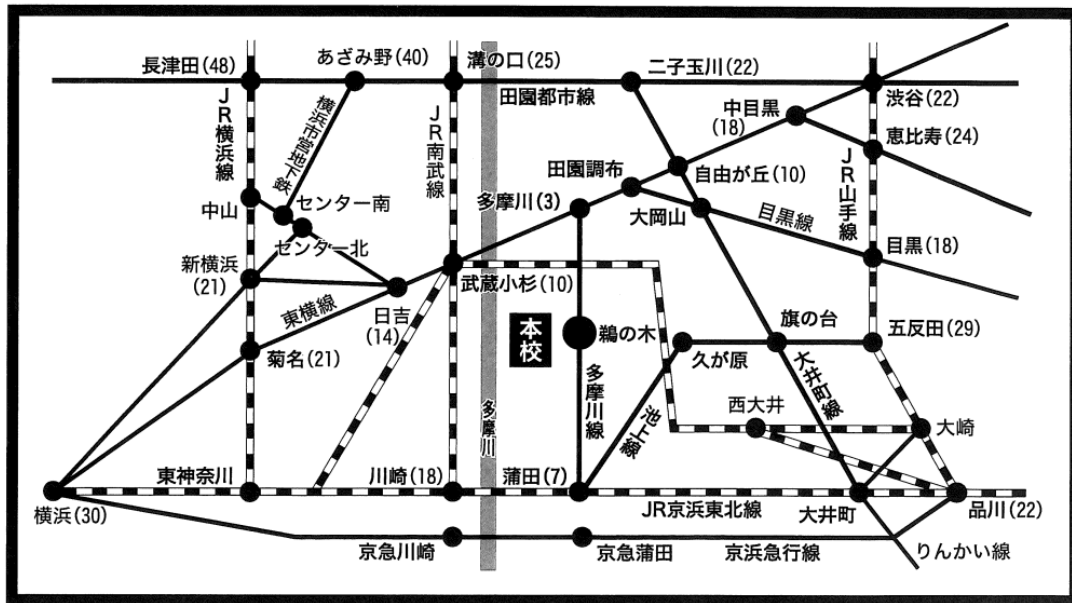 長津田(48)
あざみ野(40)
溝の口(25)
二子玉川(22)
渋谷(22)
田園都市線
JR横浜線
横浜市営地下鉄
JR南武線
中目黒
(18)
恵比寿(24)
JR山手線
田園調布
自由が丘(10)
多摩川(3)
大岡山
目黒線
目黒(18)
中山
センター南
センター北
新横浜
(21)
東横線
日吉
(14)
武蔵小杉(10)
菊名(21)
本校
鵜の木
旗の台
五反田(29)
久が原
多摩川線
池上線
大井町線
西大井
大崎
多摩川
東神奈川
川崎(18)
蒲田(7)
JR京浜東北線
大井町
品川(22)
横浜(30)
京急川崎
京急蒲田
京浜急行線
りんかい線